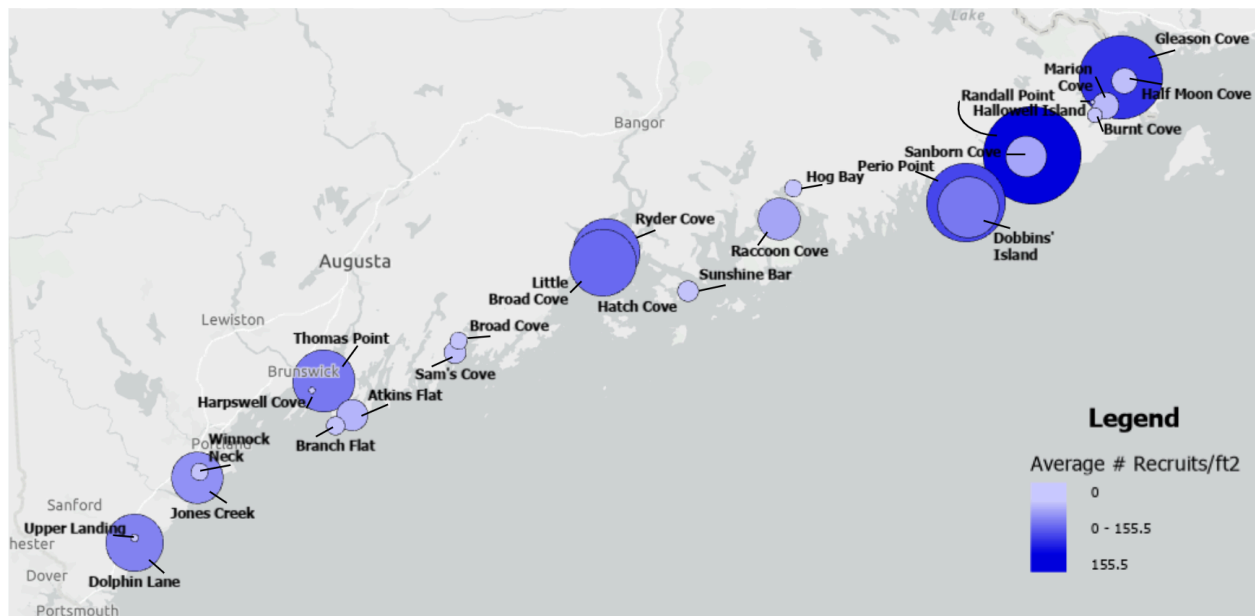 Lake
Gleason Cove
Marion
Cove
Half Moon Cove
Randall Point
Hallowell Island
Burnt Cove
Bangor
Sanborn Cove
Perio Point
Hog Bay
Ryder Cove
Raccoon Cove
Dobbins'
Island
Augusta
Little
Broad Cove
Sunshine Bar
Hatch Cove
Lewiston
Broad Cove
Thomas Point
Brunswick
Sam's Cove
Harpswell Cove
Atkins Flat
Branch Flat
Winnock
Portland
Neck
Jones Creek
Sanford
Upper Landing
chester
Dolphin Lane
Dover
Portsmouth
Legend
Average # Recruits/ft2
0
0 - 155.5
155.5